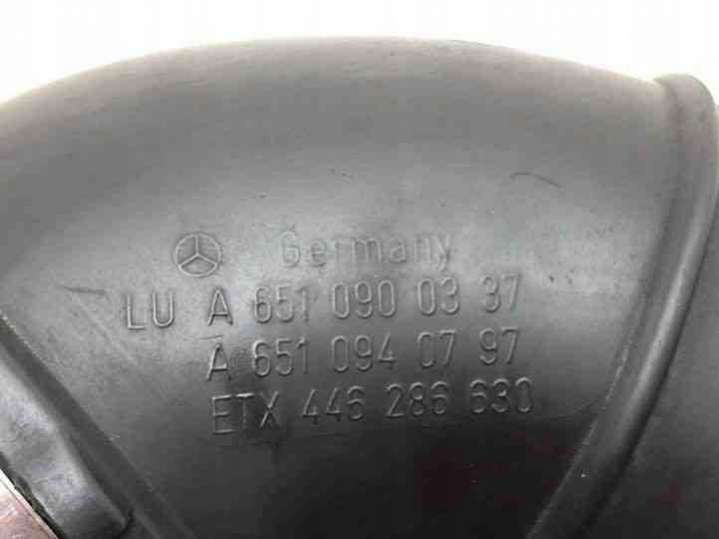 Germany
LU A 651 090 03 37
A 651 094 07 97
ETX 446 286 630